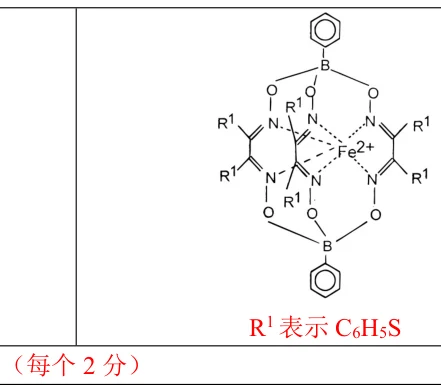 B
O O O
R¹ N R¹ N N R¹
Fe2+
R¹ N R¹ N N R¹
O O O
B
R¹ 表示 C₆H₅S
（每个 2 分）